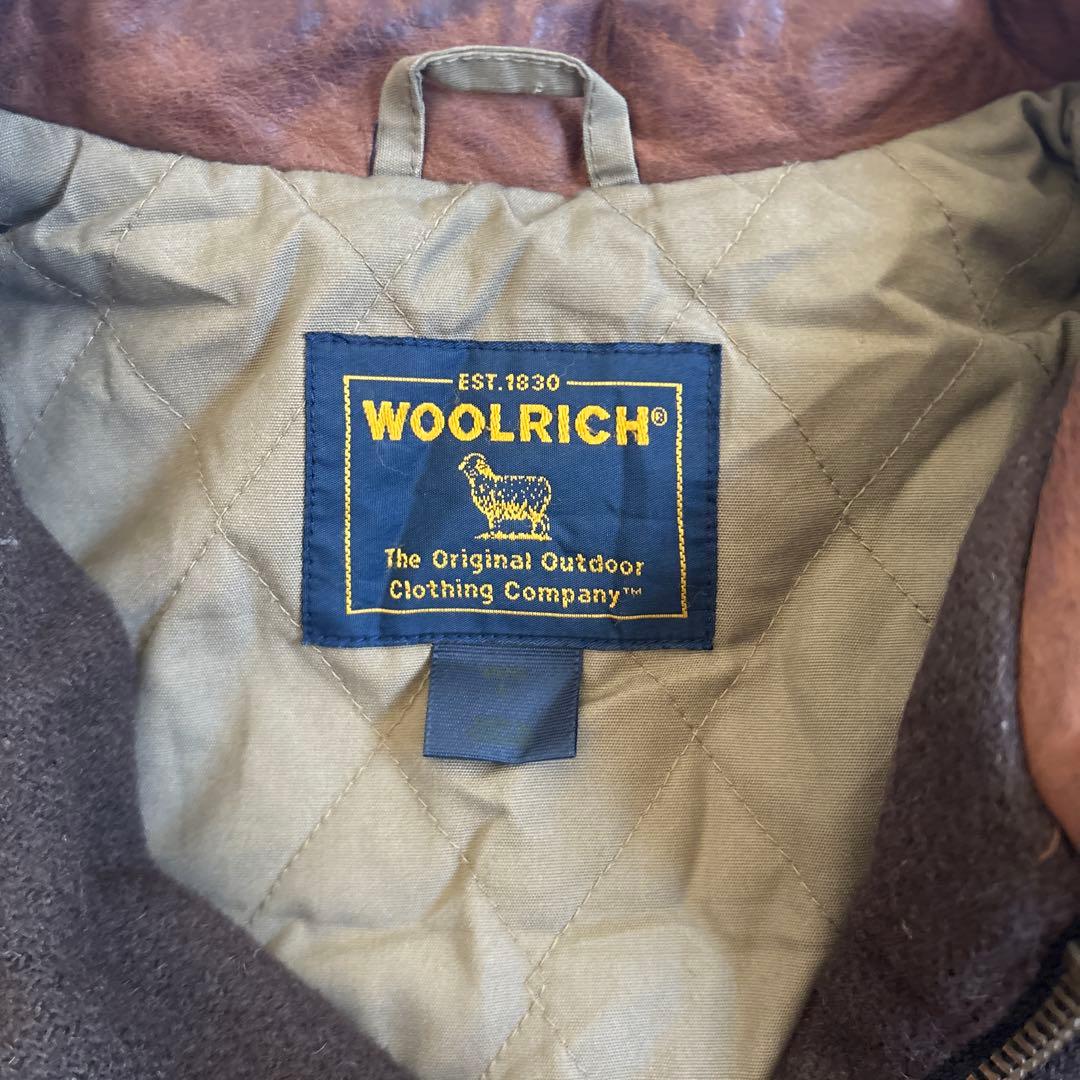 EST.1830
WOOLRICH®
The Original Outdoor
Clothing Company™